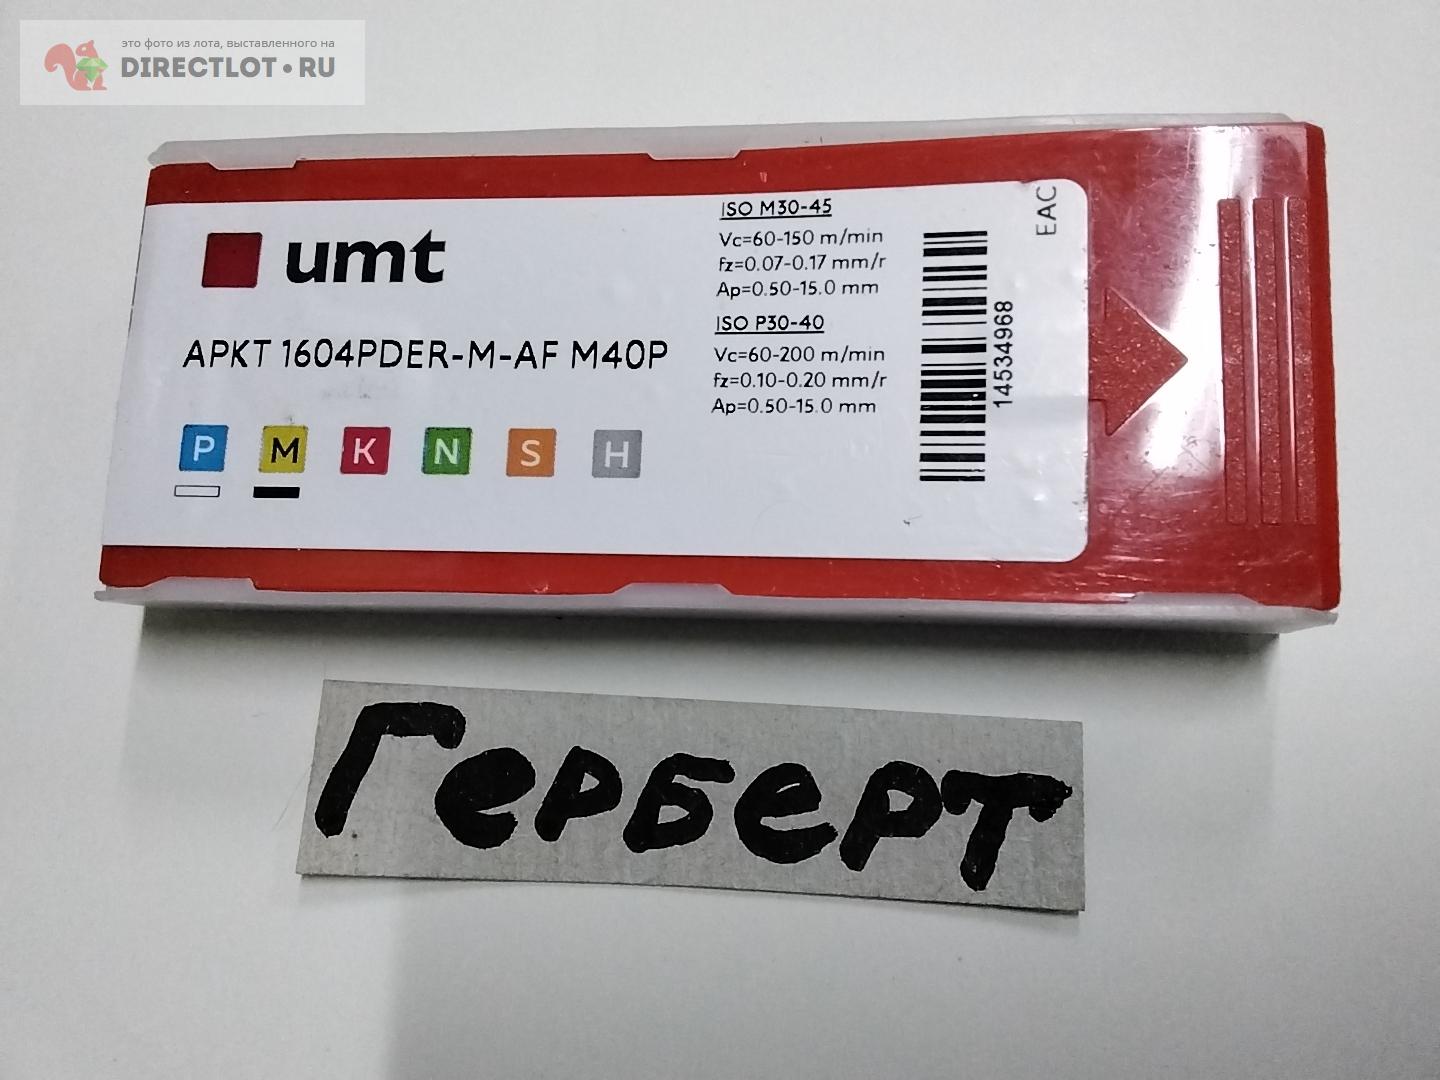 это фото из лота, выставленного на
DIRECTLOT•RU
umt
APKT 1604PDER-M-AF M40P
P M K N S H
ISO M30-45
Vc=60-150 m/min
fz=0.07-0.17 mm/r
Ap=0.50-15.0 mm
ISO P30-40
Vc=60-200 m/min
fz=0.10-0.20 mm/r
Ap=0.50-15.0 mm
14534968
EAC
Герберт